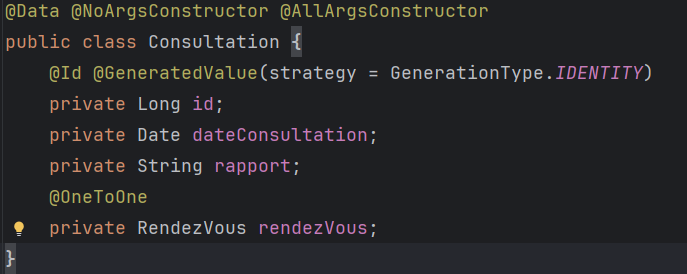 @Data @NoArgsConstructor @AllArgsConstructor
public class Consultation {
    @Id @GeneratedValue(strategy = GenerationType.IDENTITY)
    private Long id;
    private Date dateConsultation;
    private String rapport;
    @OneToOne
    private RendezVous rendezVous;
}